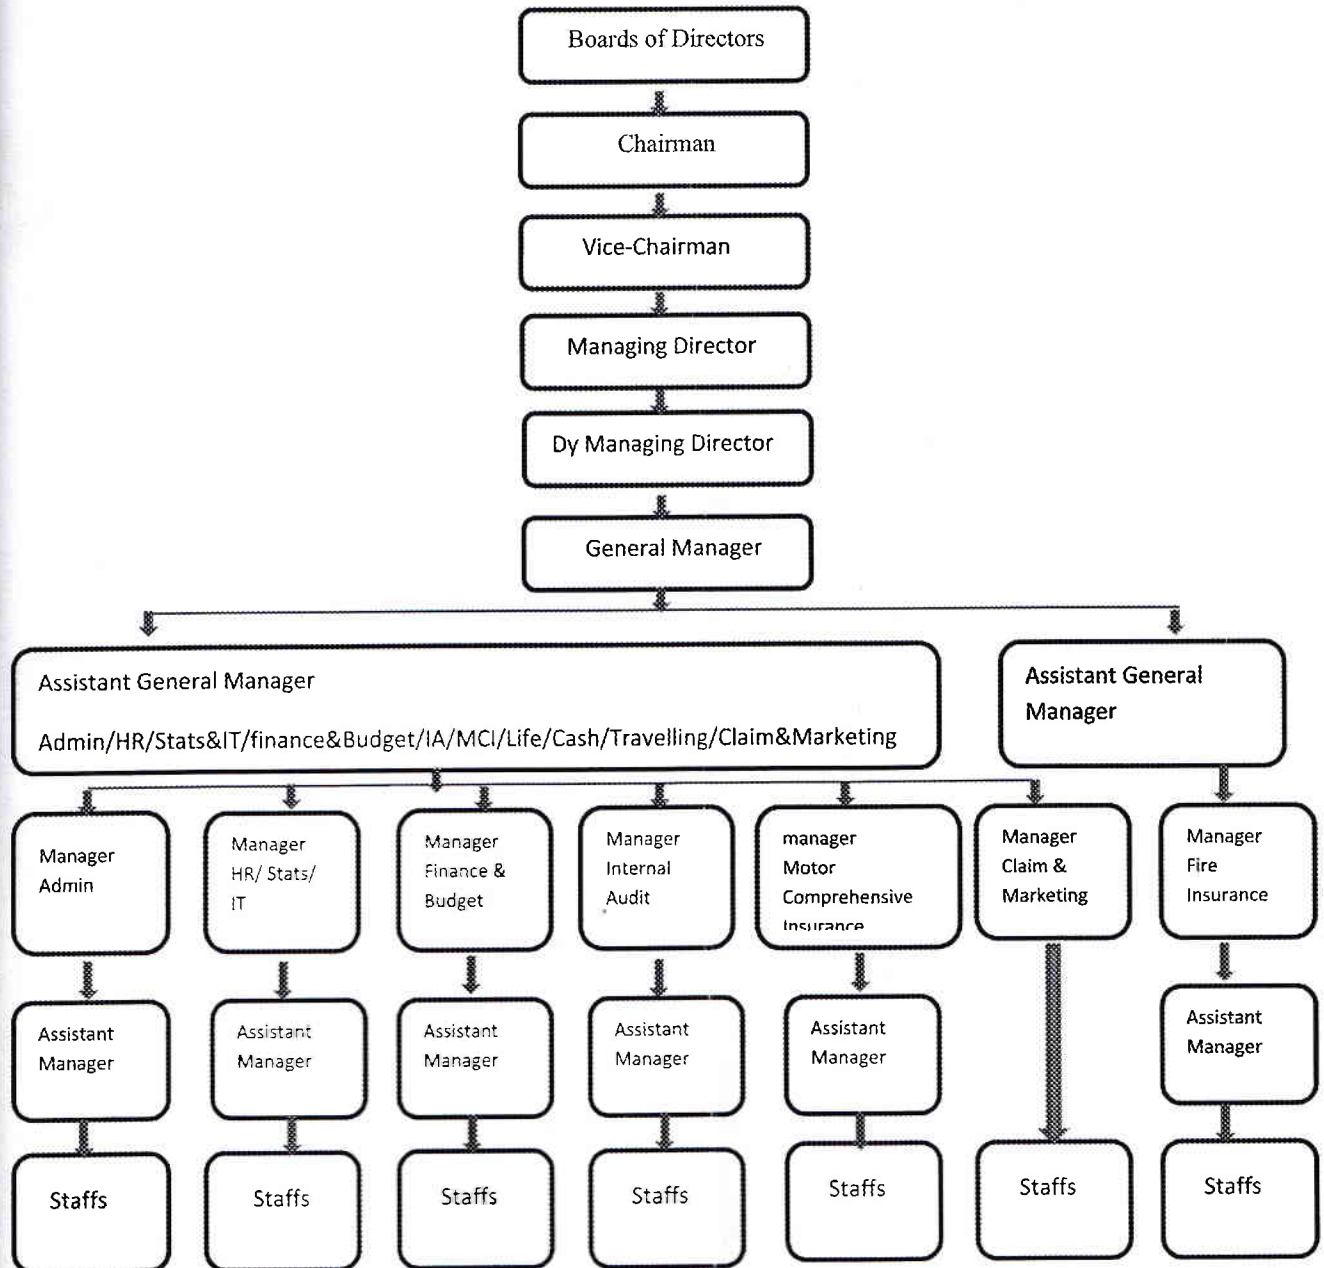 Boards of Directors
Chairman
Vice-Chairman
Managing Director
Dy Managing Director
General Manager
Assistant General Manager
Admin/HR/Stats&IT/finance&Budget/IA/MCI/Life/Cash/Travelling/Claim&Marketing
Assistant General
Manager
Manager
Admin
Manager
HR/ Stats/
IT
Manager
Finance &
Budget
Manager
Internal
Audit
manager
Motor
Comprehensive
Insurance
Manager
Claim &
Marketing
Manager
Fire
Insurance
Assistant
Manager
Assistant
Manager
Assistant
Manager
Assistant
Manager
Assistant
Manager
Assistant
Manager
Staffs
Staffs
Staffs
Staffs
Staffs
Staffs
Staffs